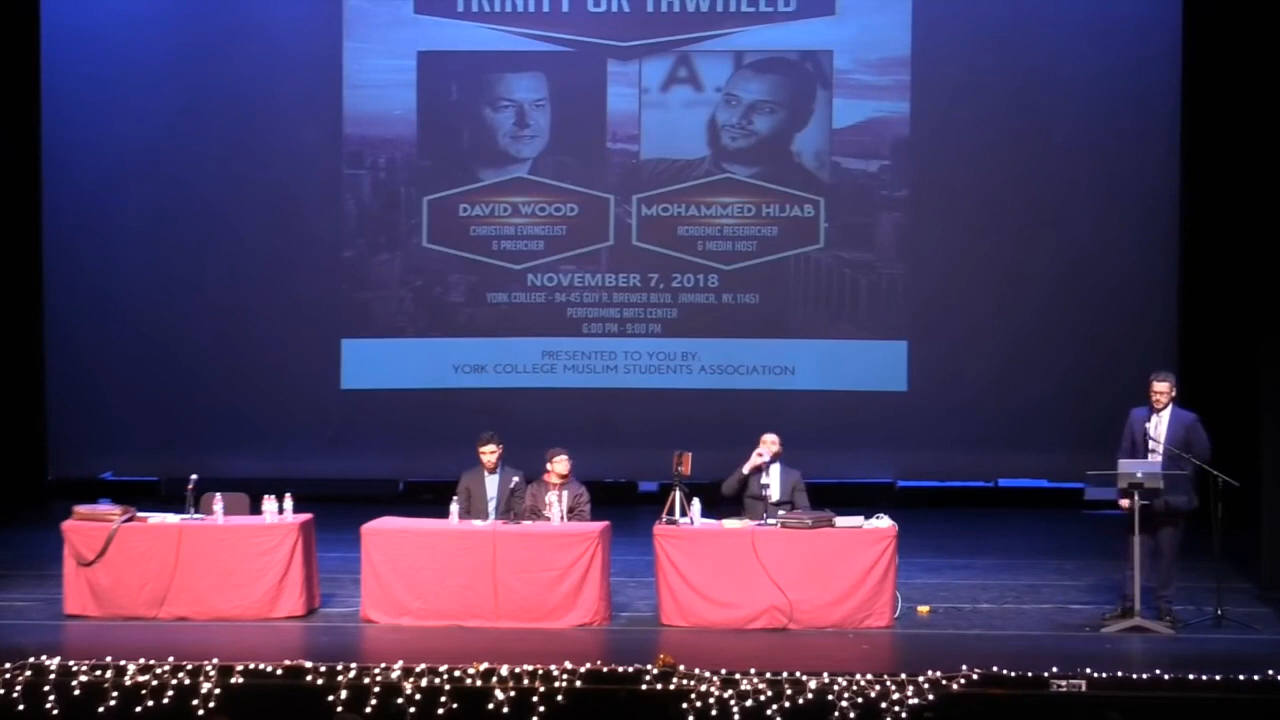 TRINITY OR TAWHEED
DAVID WOOD
CHRISTIAN EVANGELIST
& PREACHER
MOHAMMED HIJAB
ACADEMIC RESEARCHER
& MEDIA HOST
NOVEMBER 7, 2018
YORK COLLEGE - 94-45 GUY R. BREWER BLVD. JAMAICA, NY, 11451
PERFORMING ARTS CENTER
6:00 PM - 9:00 PM
PRESENTED TO YOU BY:
YORK COLLEGE MUSLIM STUDENTS ASSOCIATION